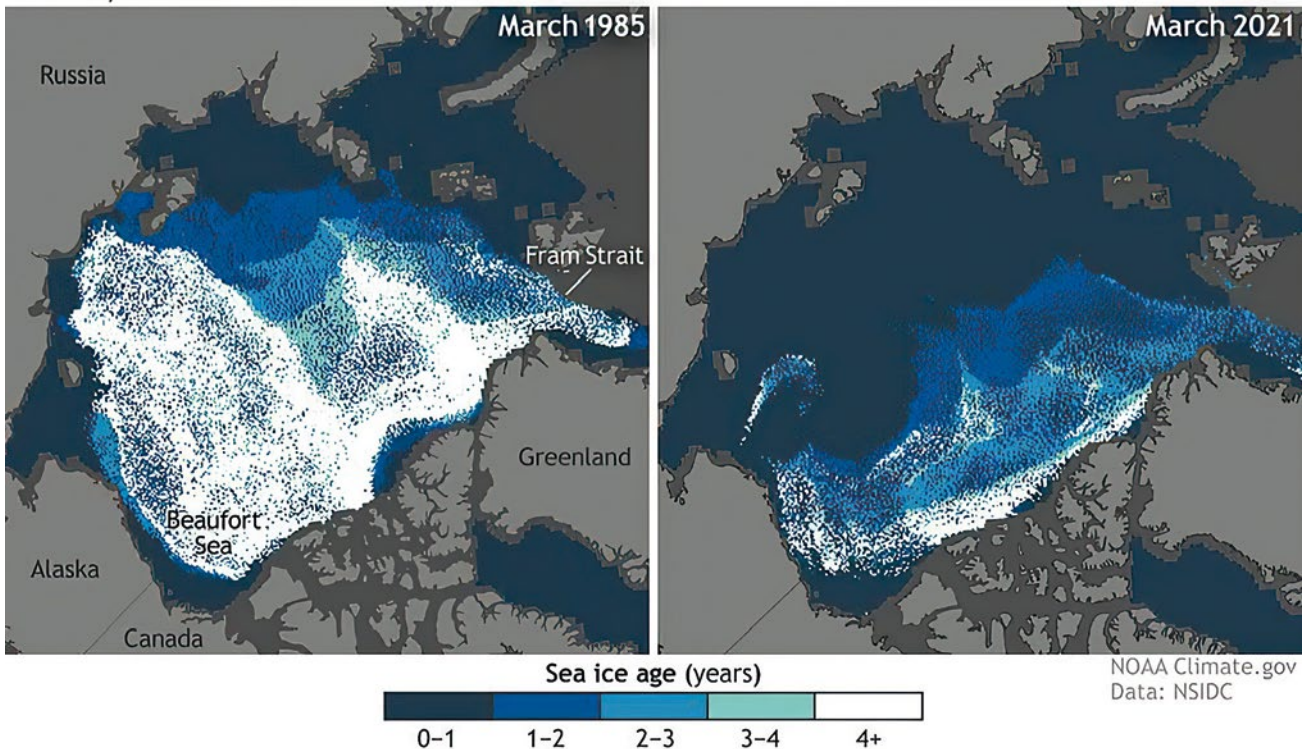 March 1985
March 2021
Russia
Fram Strait
Beaufort
Sea
Greenland
Alaska
Canada
Sea ice age (years)
0–1 1–2 2–3 3–4 4+
NOAA Climate.gov
Data: NSIDC